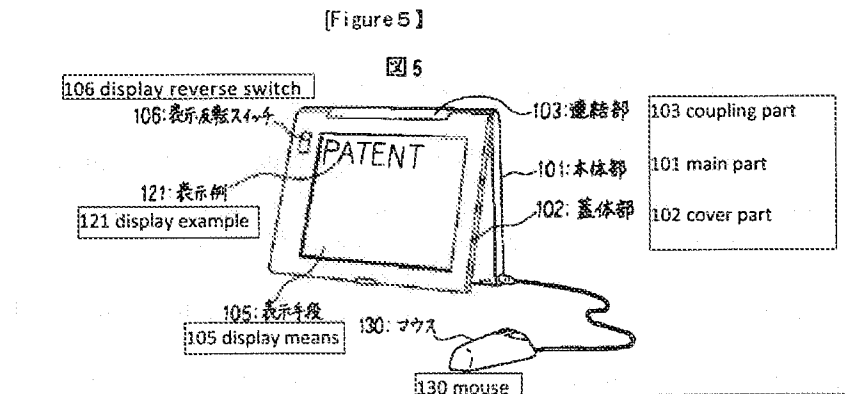 [Figure 5】
図5
106 display reverse switch
106:表示反転スイッチ
PATENT
103:連結部
103 coupling part
101:本体部
101 main part
121:表示例
121 display example
102:蓋体部
102 cover part
105:表示手段
105 display means
130:マウス
130 mouse